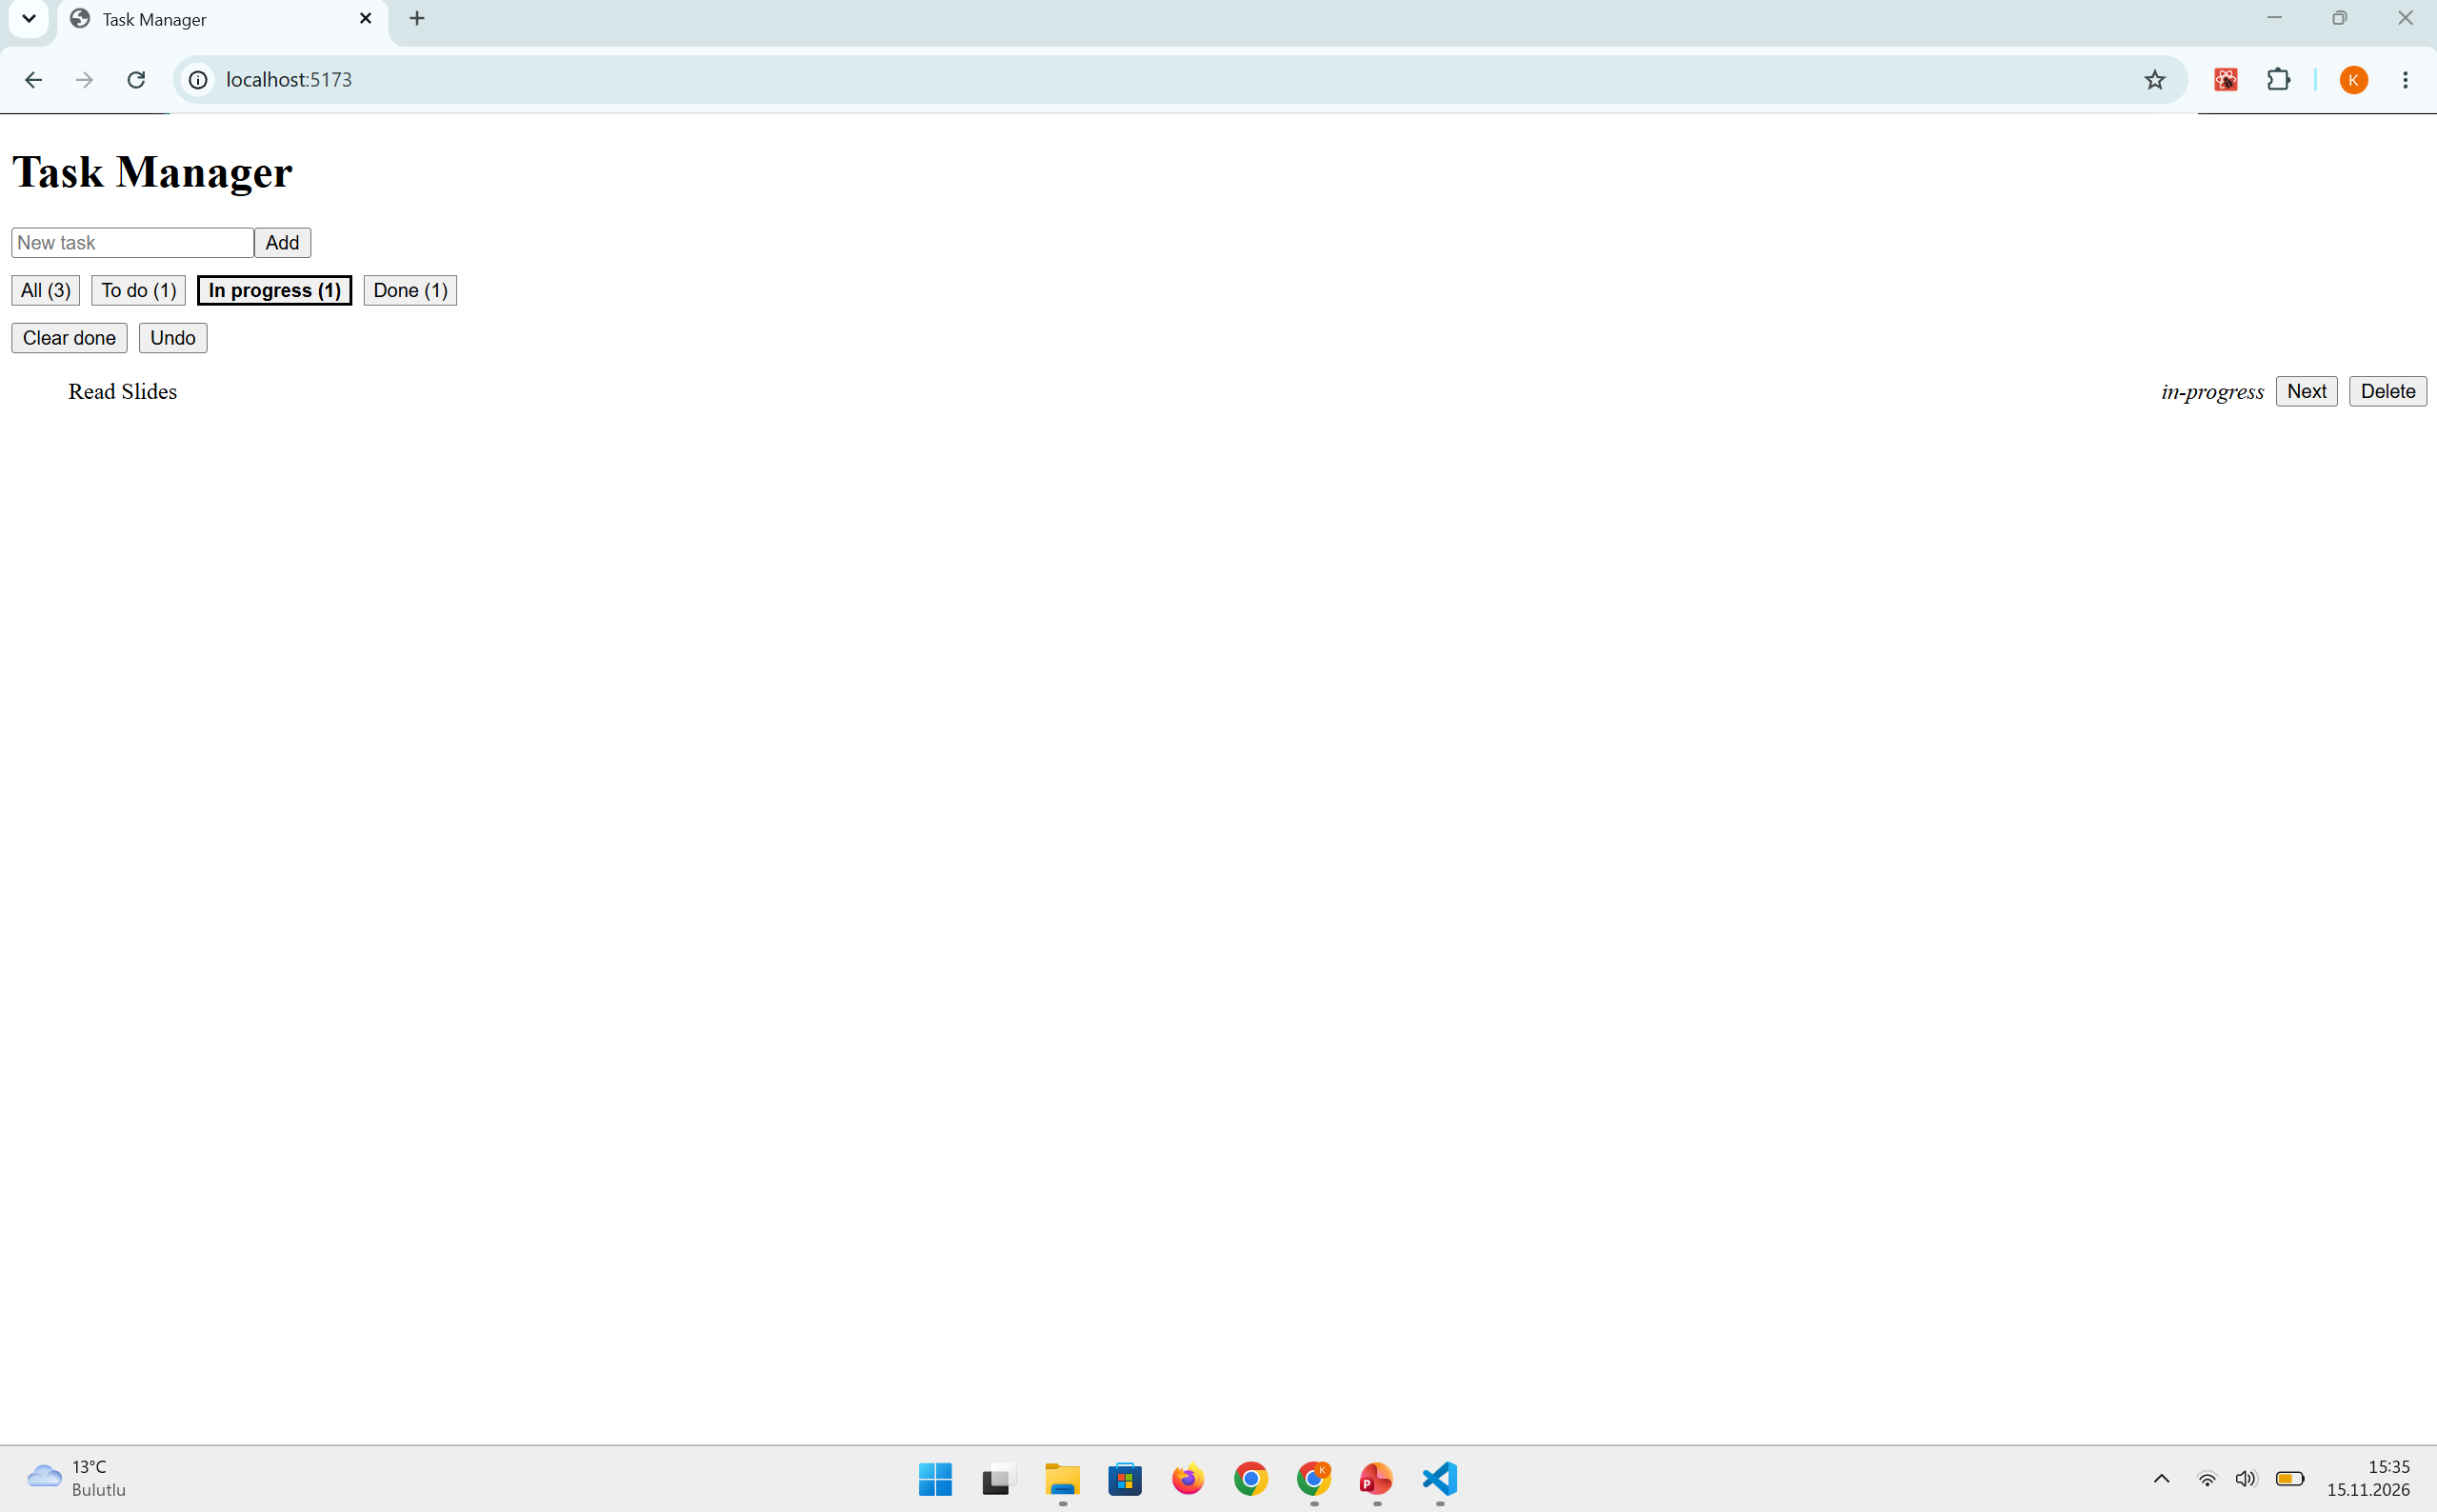 Task Manager
localhost:5173
K
Task Manager
New task Add
All (3) To do (1) In progress (1) Done (1)
Clear done Undo
Read Slides in-progress Next Delete
13°C
Bulutlu
K
P
15:35
15.11.2026